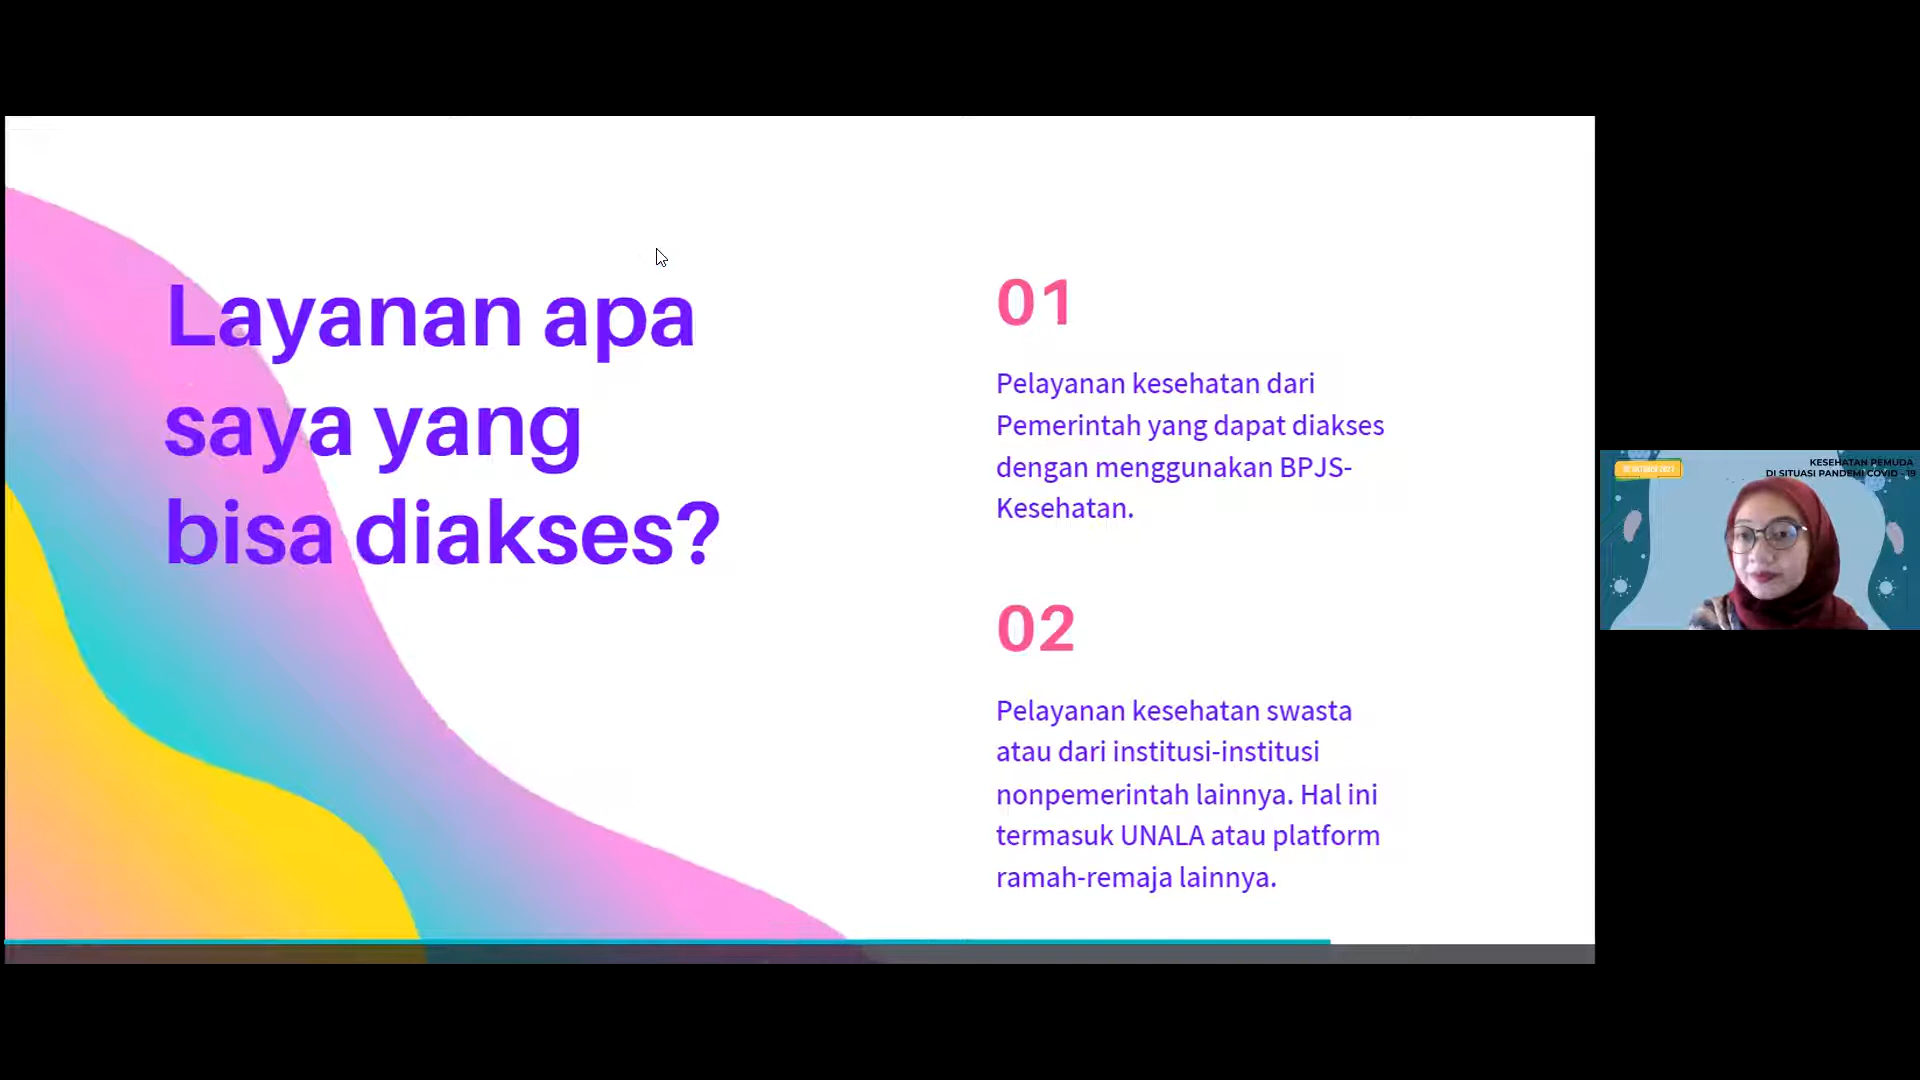 Layanan apa
saya yang
bisa diakses?
01
Pelayanan kesehatan dari
Pemerintah yang dapat diakses
dengan menggunakan BPJS-
Kesehatan.
02
Pelayanan kesehatan swasta
atau dari institusi-institusi
nonpemerintah lainnya. Hal ini
termasuk UNALA atau platform
ramah-remaja lainnya.
KESEHATAN PEMUDA
DI SITUASI PANDEMI COVID - 19